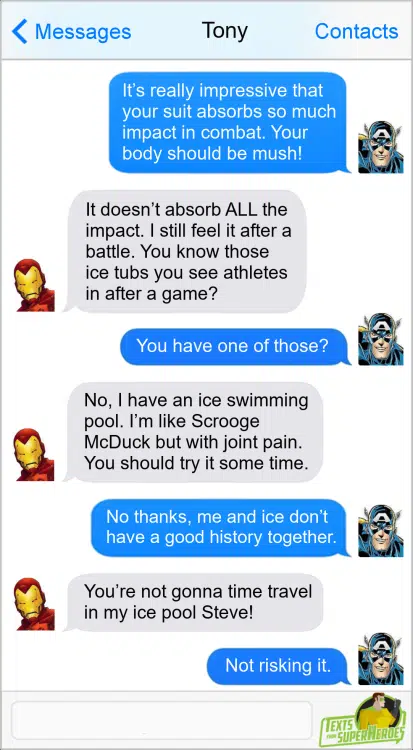 Messages
Tony
Contacts
It’s really impressive that
your suit absorbs so much
impact in combat. Your
body should be mush!
It doesn’t absorb ALL the
impact. I still feel it after a
battle. You know those
ice tubs you see athletes
in after a game?
You have one of those?
No, I have an ice swimming
pool. I’m like Scrooge
McDuck but with joint pain.
You should try it some time.
No thanks, me and ice don’t
have a good history together.
You’re not gonna time travel
in my ice pool Steve!
Not risking it.
TEXTS
FROM SUPERHEROES